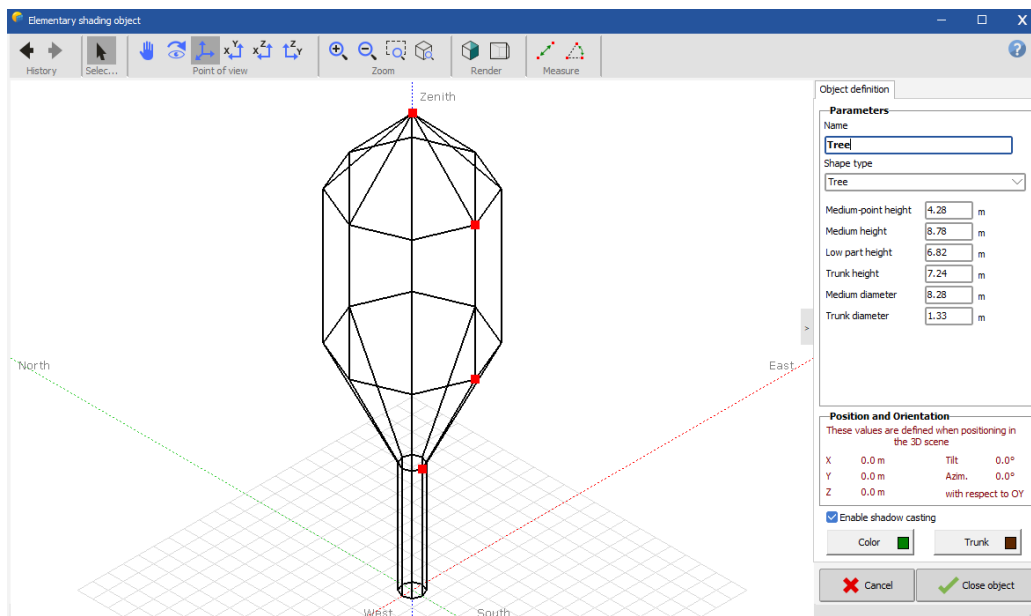 Elementary shading object
History
Selec...
Point of view
Zoom
Render
Measure
Zenith
North
East
West
South
>
Object definition
Parameters
Name
Tree
Shape type
Tree
Medium-point height 4.28 m
Medium height 8.78 m
Low part height 6.82 m
Trunk height 7.24 m
Medium diameter 8.28 m
Trunk diameter 1.33 m
Position and Orientation
These values are defined when positioning in
the 3D scene
X 0.0 m Tilt 0.0°
Y 0.0 m Azim. 0.0°
Z 0.0 m with respect to OY
Enable shadow casting
Color Trunk
Cancel Close object